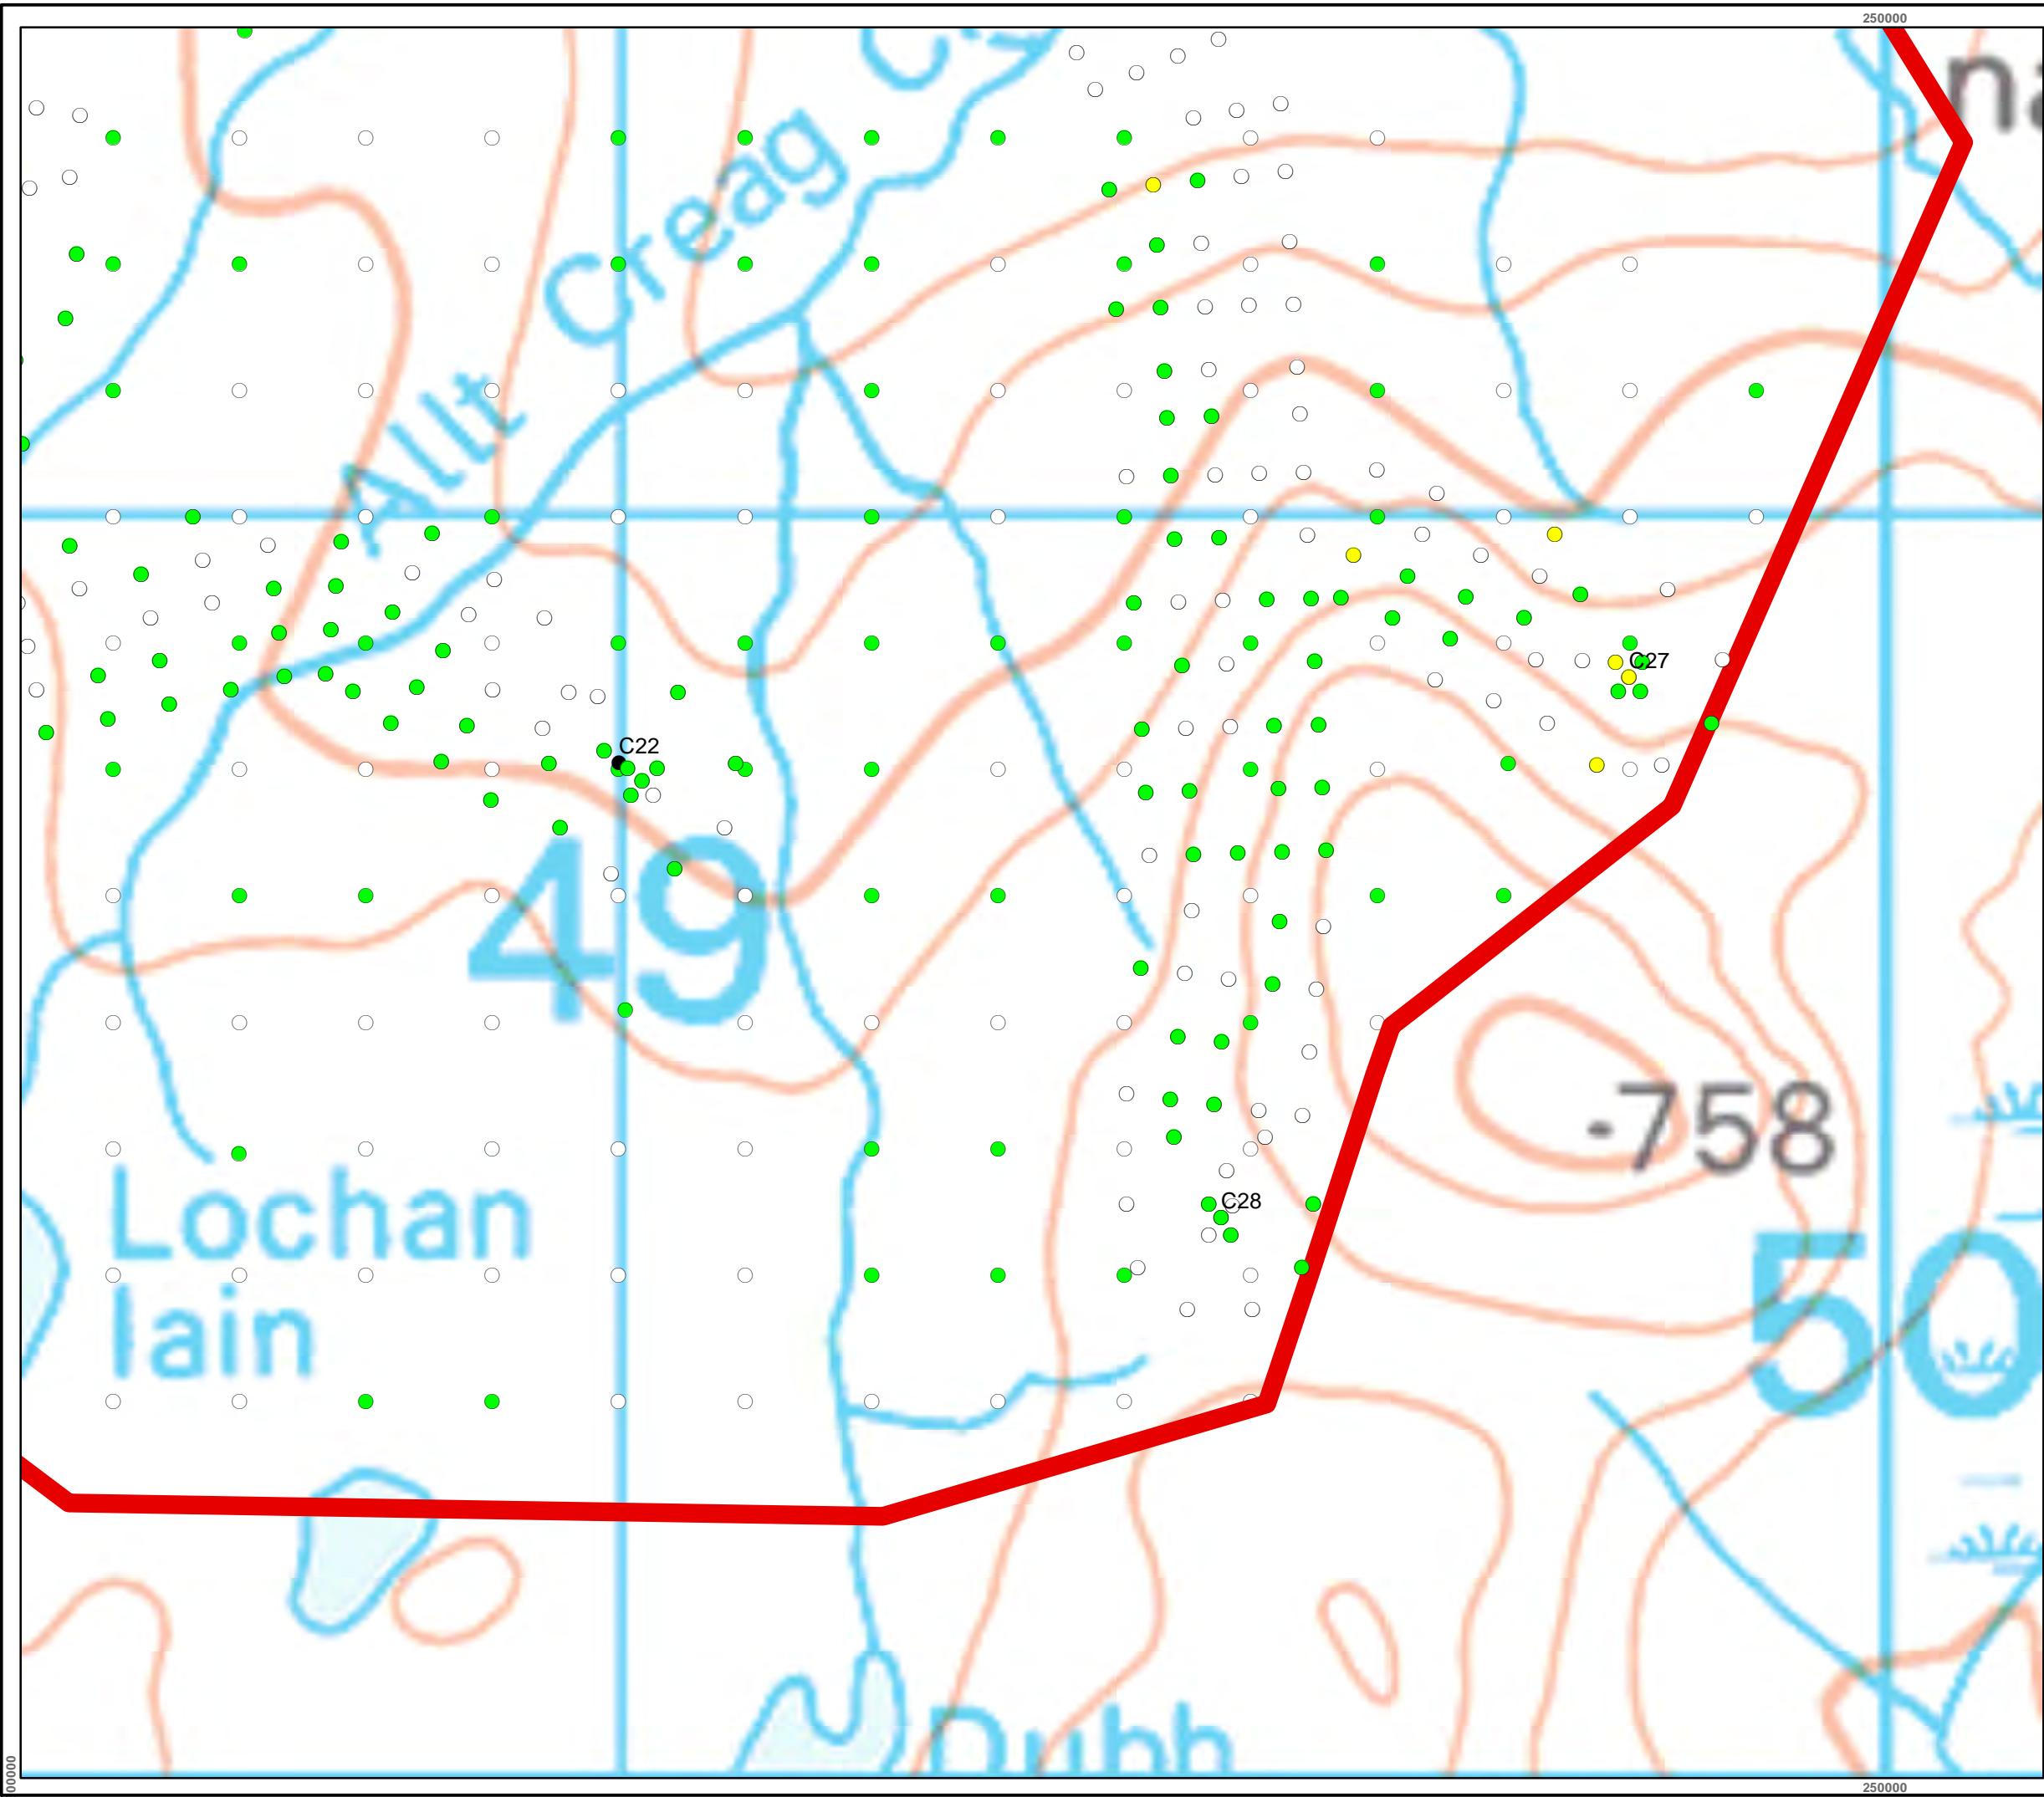 250000
na
Creag
Allt
C27
C22
49
758
Lochan
Iain
C28
50
Dubh
00000
250000